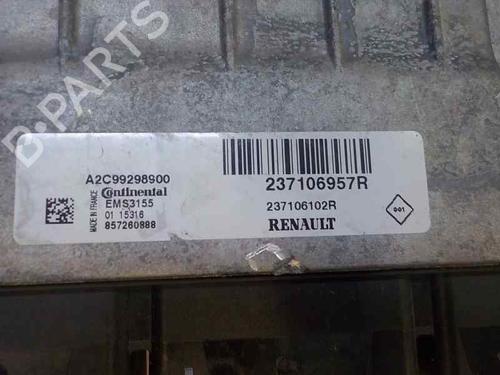 B-PARTS
A2C99298900
Continental
MADE IN FRANCE
EMS3155
01 15316
857260888
237106957R
237106102R
RENAULT
001